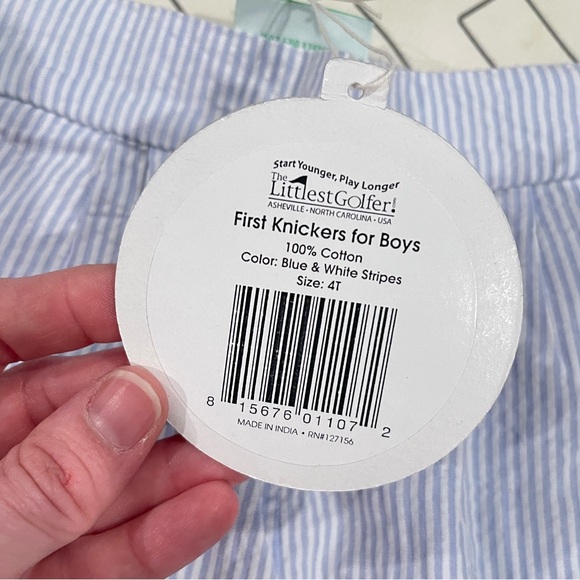 Start Younger, Play Longer
The
LittlestGolfer!
ASHEVILLE • NORTH CAROLINA • USA
First Knickers for Boys
100% Cotton
Color: Blue & White Stripes
Size: 4T
8 15676 01107 2
MADE IN INDIA • RN#127156